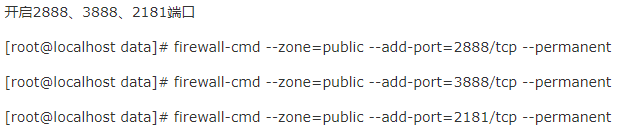 开启2888、3888、2181端口
[root@localhost data]# firewall-cmd --zone=public --add-port=2888/tcp --permanent
[root@localhost data]# firewall-cmd --zone=public --add-port=3888/tcp --permanent
[root@localhost data]# firewall-cmd --zone=public --add-port=2181/tcp --permanent